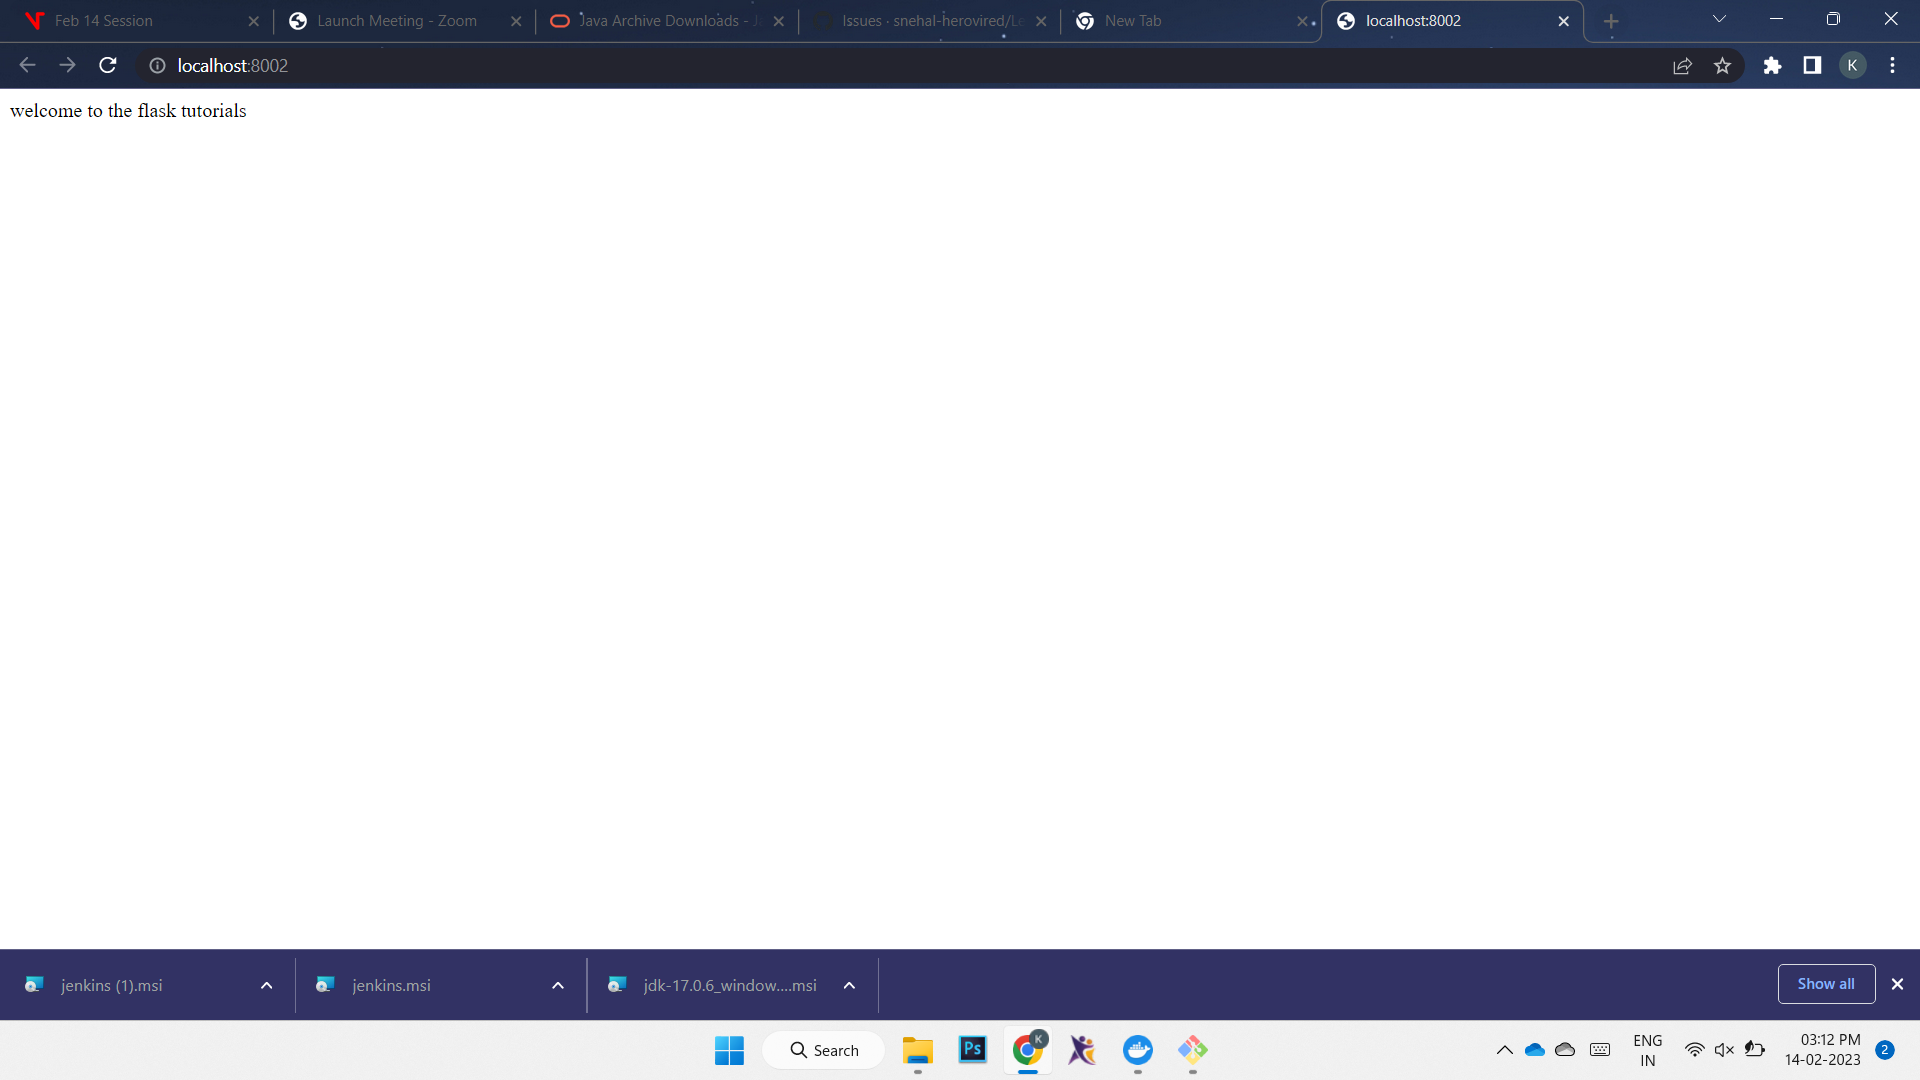 Feb 14 Session
Launch Meeting - Zoom
Java Archive Downloads - J
Issues · snehal-herovired/Le
New Tab
localhost:8002
localhost:8002
K
welcome to the flask tutorials
jenkins (1).msi
jenkins.msi
jdk-17.0.6_window....msi
Show all
Search
Ps
K
ENG
IN
03:12 PM
14-02-2023
2